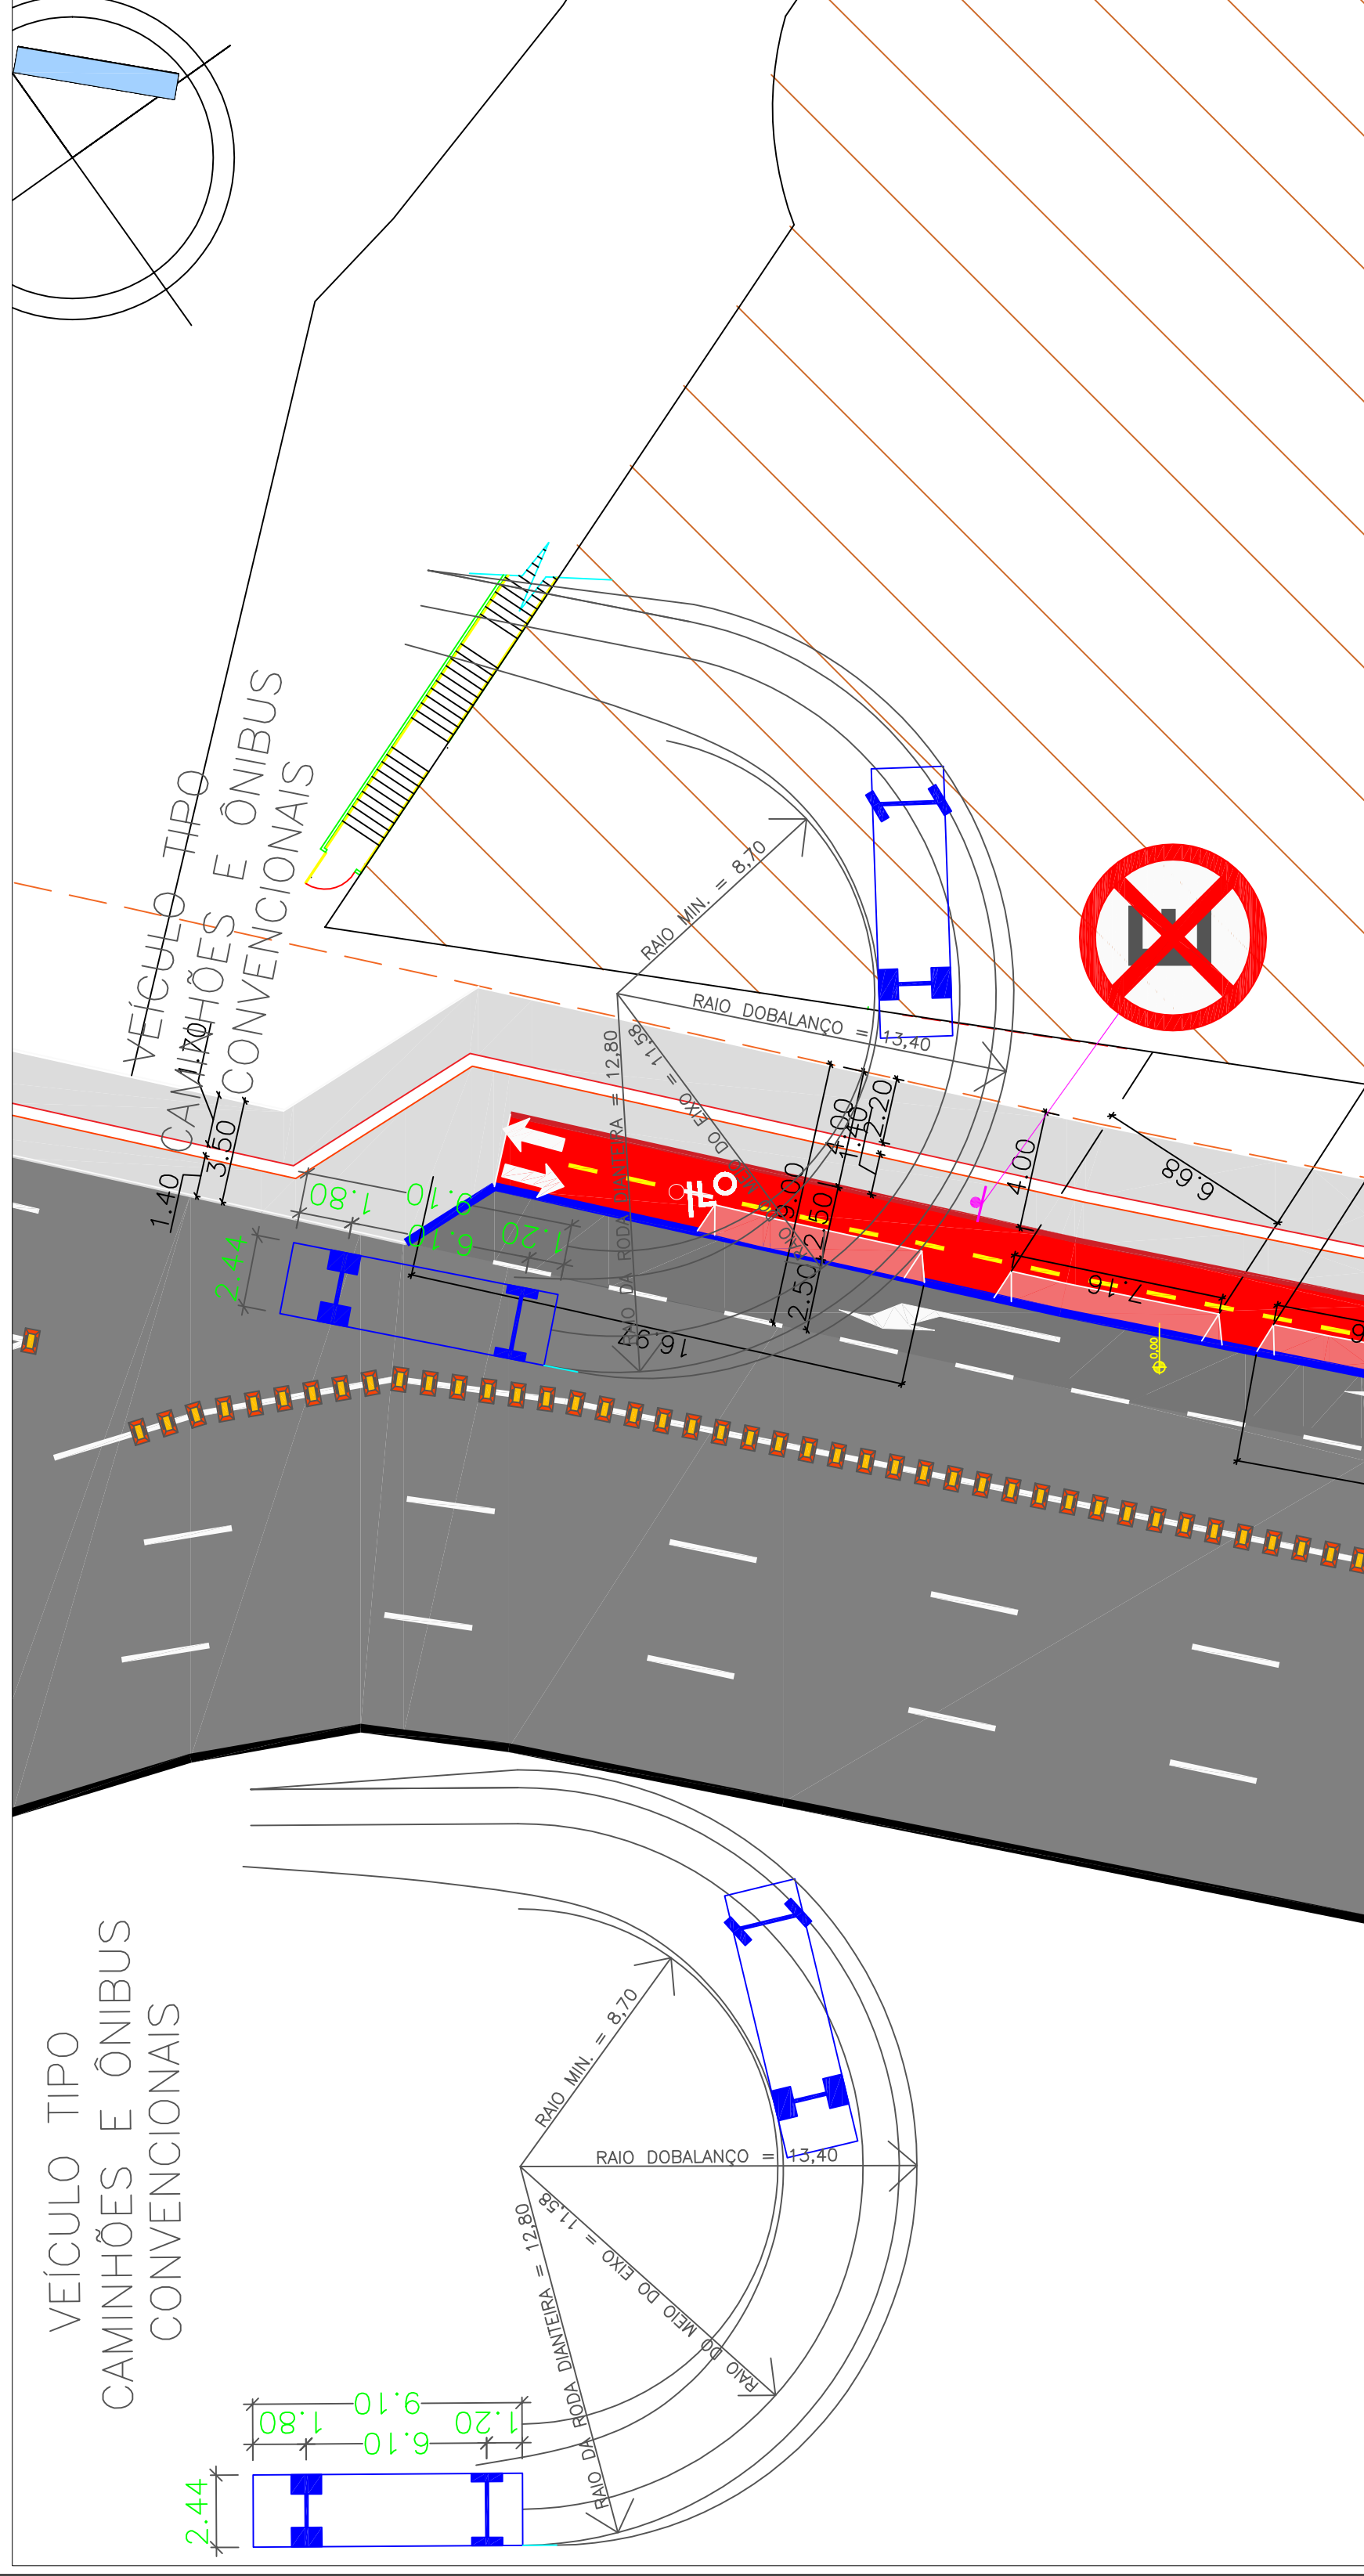 VEÍCULO TIPO
CAMINHÕES E ÔNIBUS
CONVENCIONAIS
RAIO MIN. = 8,70
RAIO DOBALANÇO = 13,40
RAIO DA RODA DIANTEIRA = 12,80
RAIO DO MEIO DO EIXO = 11,58
1.70
3.50
1.40
1.80
9.10
6.10
1.20
2.44
4.00
1.40
2.20
9.00
2.50
2.50
4.00
6.68
7.16
16.97
0.00
VEÍCULO TIPO
CAMINHÕES E ÔNIBUS
CONVENCIONAIS
RAIO MIN. = 8,70
RAIO DOBALANÇO = 13,40
RAIO DO MEIO DO EIXO = 11,58
RAIO DA RODA DIANTEIRA = 12,80
9.10
1.80
1.20
6.10
2.44